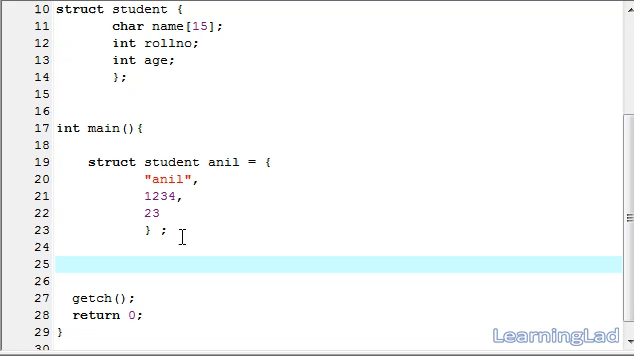 10 struct student {
11 char name[15];
12 int rollno;
13 int age;
14 };
15
16
17 int main(){
18
19 struct student anil = {
20 "anil",
21 1234,
22 23
23 } ;
24
25
26
27 getch();
28 return 0;
29 }
30
LearningLad